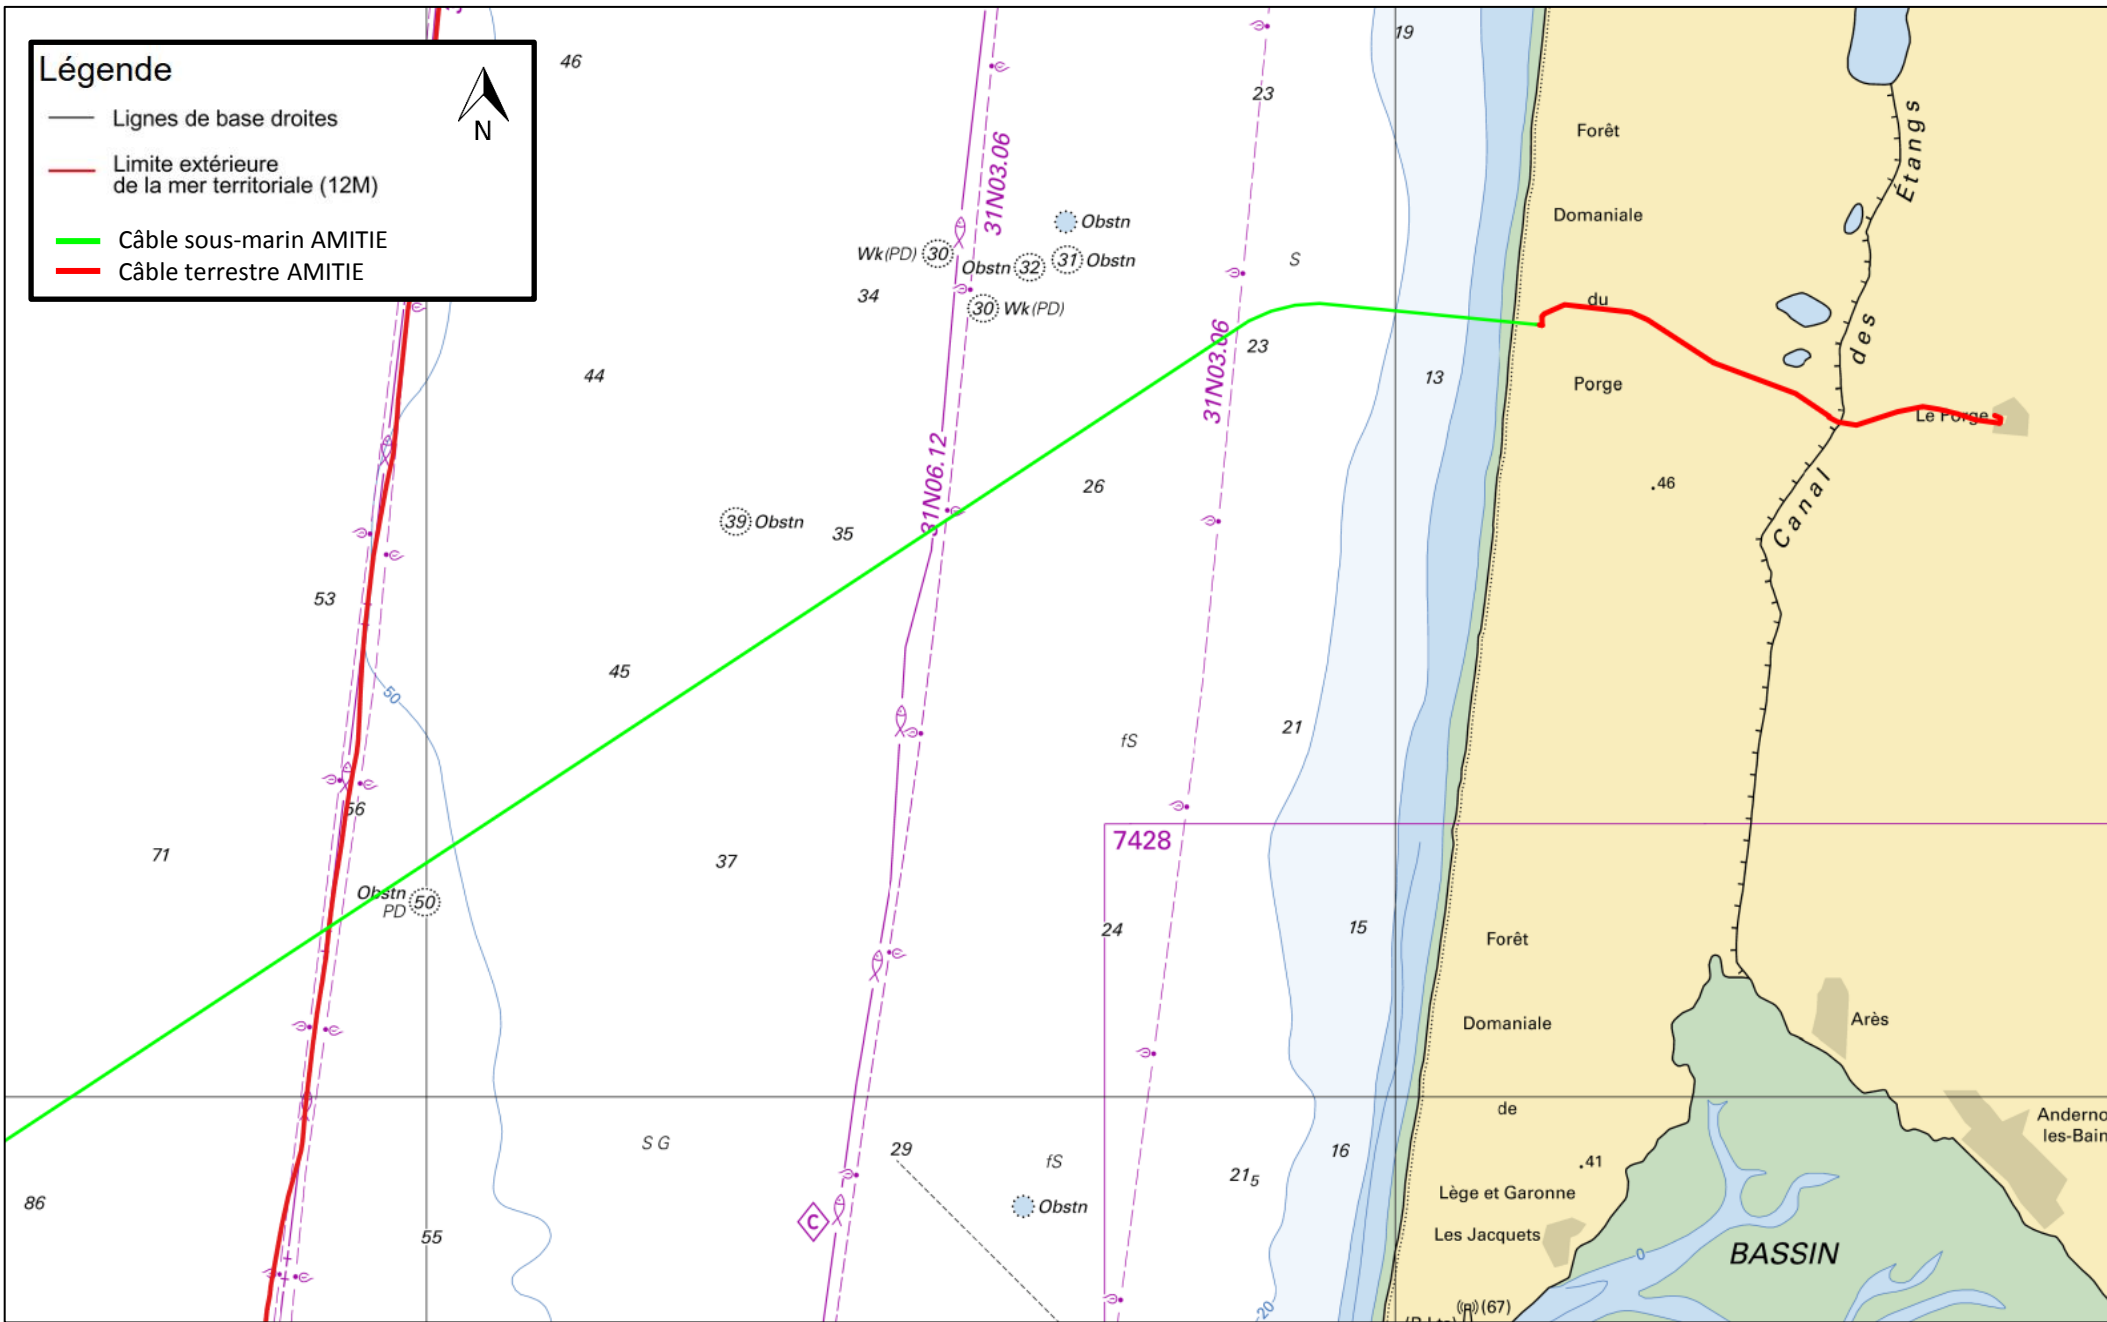 Légende
N
Lignes de base droites
Limite extérieure
de la mer territoriale (12M)
Câble sous-marin AMITIE
Câble terrestre AMITIE
46
19
23
Forêt
Domaniale
du
Porge
Canal des Étangs
31N03.06
Obstn
Wk(PD) 30
Obstn 32
31 Obstn
30 Wk(PD)
S
34
23
31N03.06
13
44
Le Porge
.46
26
31N06.12
39 Obstn
35
53
45
50
21
fS
56
7428
71
37
Obstn
PD 50
24
15
Forêt
Domaniale
de
Lège et Garonne
Les Jacquets
Arès
Anderno
les-Bain
S G
29
fS
16
.41
21 5
86
Obstn
C
55
BASSIN
0
20
(67)